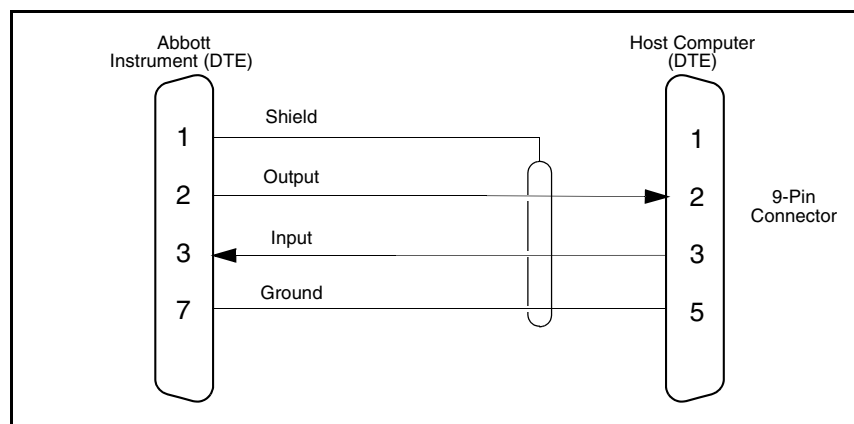 Abbott
Instrument (DTE)
Host Computer
(DTE)
1
Shield
1
2
Output
2
9-Pin
Connector
3
Input
3
7
Ground
5